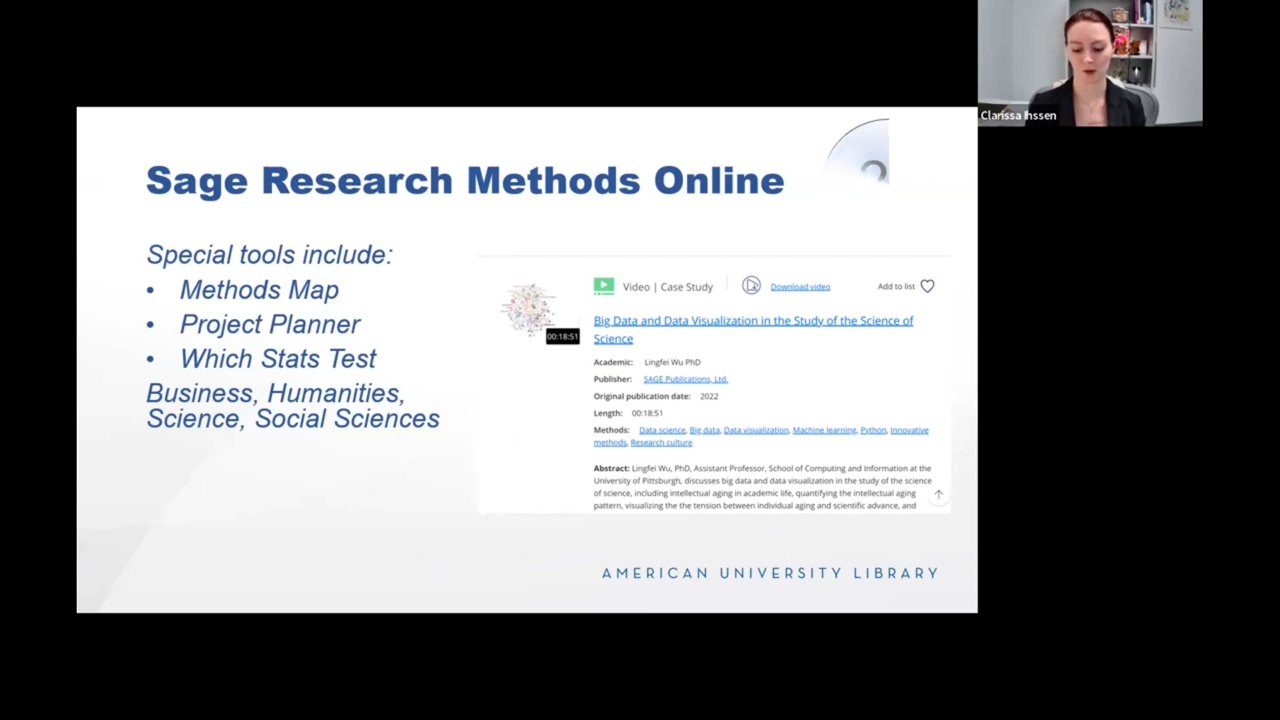 Clarissa Ihssen
Sage Research Methods Online
Special tools include:
• Methods Map
• Project Planner
• Which Stats Test
Business, Humanities,
Science, Social Sciences
Video | Case Study
Download video
Add to list
00:18:51
Big Data and Data Visualization in the Study of the Science of
Science
Academic: Lingfei Wu PhD
Publisher: SAGE Publications, Ltd.
Original publication date: 2022
Length: 00:18:51
Methods: Data science, Big data, Data visualization, Machine learning, Python, Innovative
methods, Research culture
Abstract: Lingfei Wu, PhD, Assistant Professor, School of Computing and Information at the
University of Pittsburgh, discusses big data and data visualization in the study of the science
of science, including intellectual aging in academic life, quantifying the intellectual aging
pattern, visualizing the the tension between individual aging and scientific advance, and
AMERICAN UNIVERSITY LIBRARY